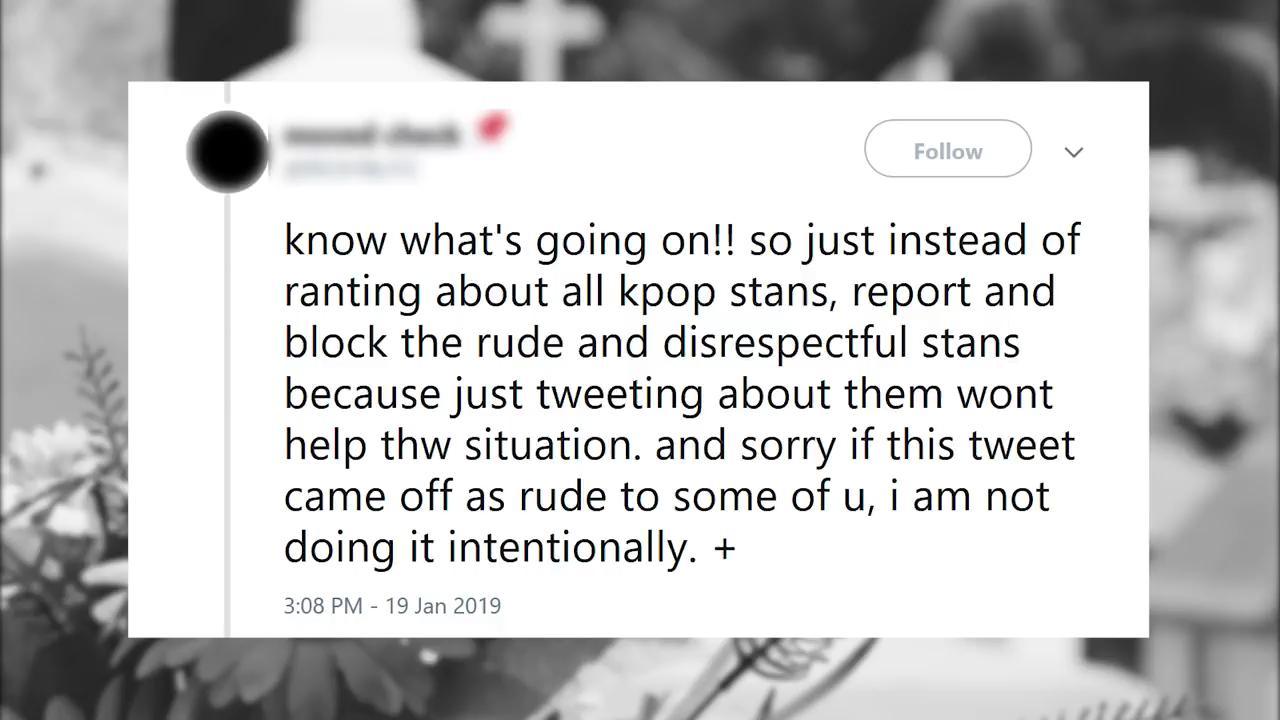 Follow
know what's going on!! so just instead of
ranting about all kpop stans, report and
block the rude and disrespectful stans
because just tweeting about them wont
help thw situation. and sorry if this tweet
came off as rude to some of u, i am not
doing it intentionally. +
3:08 PM - 19 Jan 2019